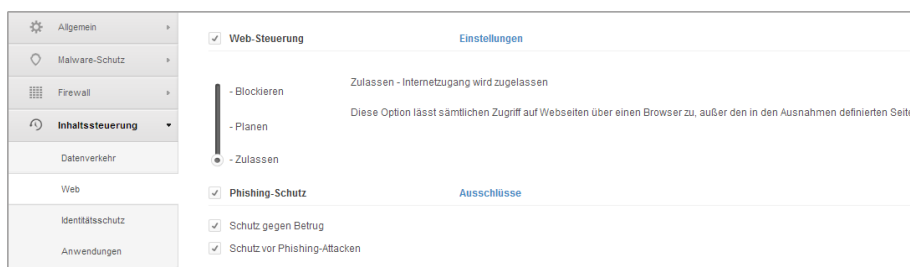 Allgemein
Malware-Schutz
Firewall
Inhaltssteuerung
Datenverkehr
Web
Identitätsschutz
Anwendungen
Web-Steuerung Einstellungen
- Blockieren
- Planen
- Zulassen
Zulassen - Internetzugang wird zugelassen
Diese Option lässt sämtlichen Zugriff auf Webseiten über einen Browser zu, außer den in den Ausnahmen definierten Seite
Phishing-Schutz Ausschlüsse
Schutz gegen Betrug
Schutz vor Phishing-Attacken